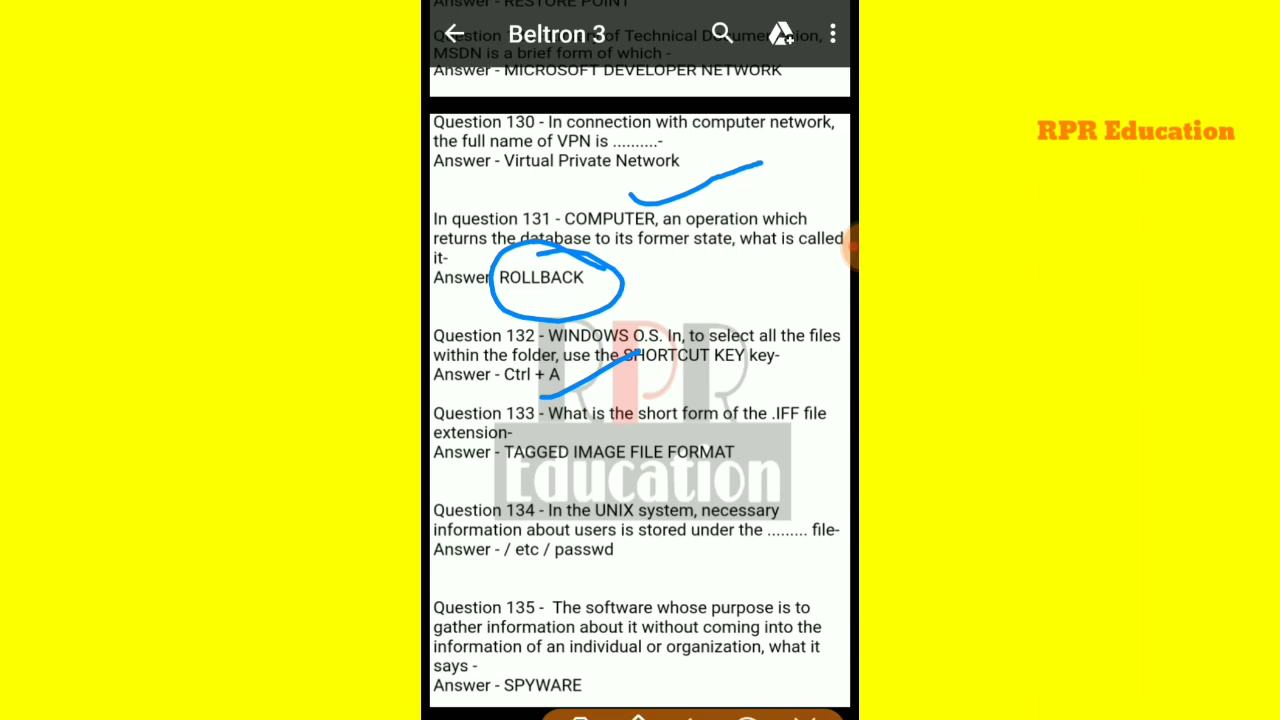 Answer - RESTORE POINT
Beltron 3
MSDN is a brief form of which -
Answer - MICROSOFT DEVELOPER NETWORK
Question 130 - In connection with computer network,
the full name of VPN is ..........-
Answer - Virtual Private Network
RPR Education
In question 131 - COMPUTER, an operation which
returns the database to its former state, what is called
it-
Answer ROLLBACK
Question 132 - WINDOWS O.S. In, to select all the files
within the folder, use the SHORTCUT KEY key-
Answer - Ctrl + A
Question 133 - What is the short form of the .IFF file
extension-
Answer - TAGGED IMAGE FILE FORMAT
RPR
Education
Question 134 - In the UNIX system, necessary
information about users is stored under the ......... file-
Answer - / etc / passwd
Question 135 -  The software whose purpose is to
gather information about it without coming into the
information of an individual or organization, what it
says -
Answer - SPYWARE